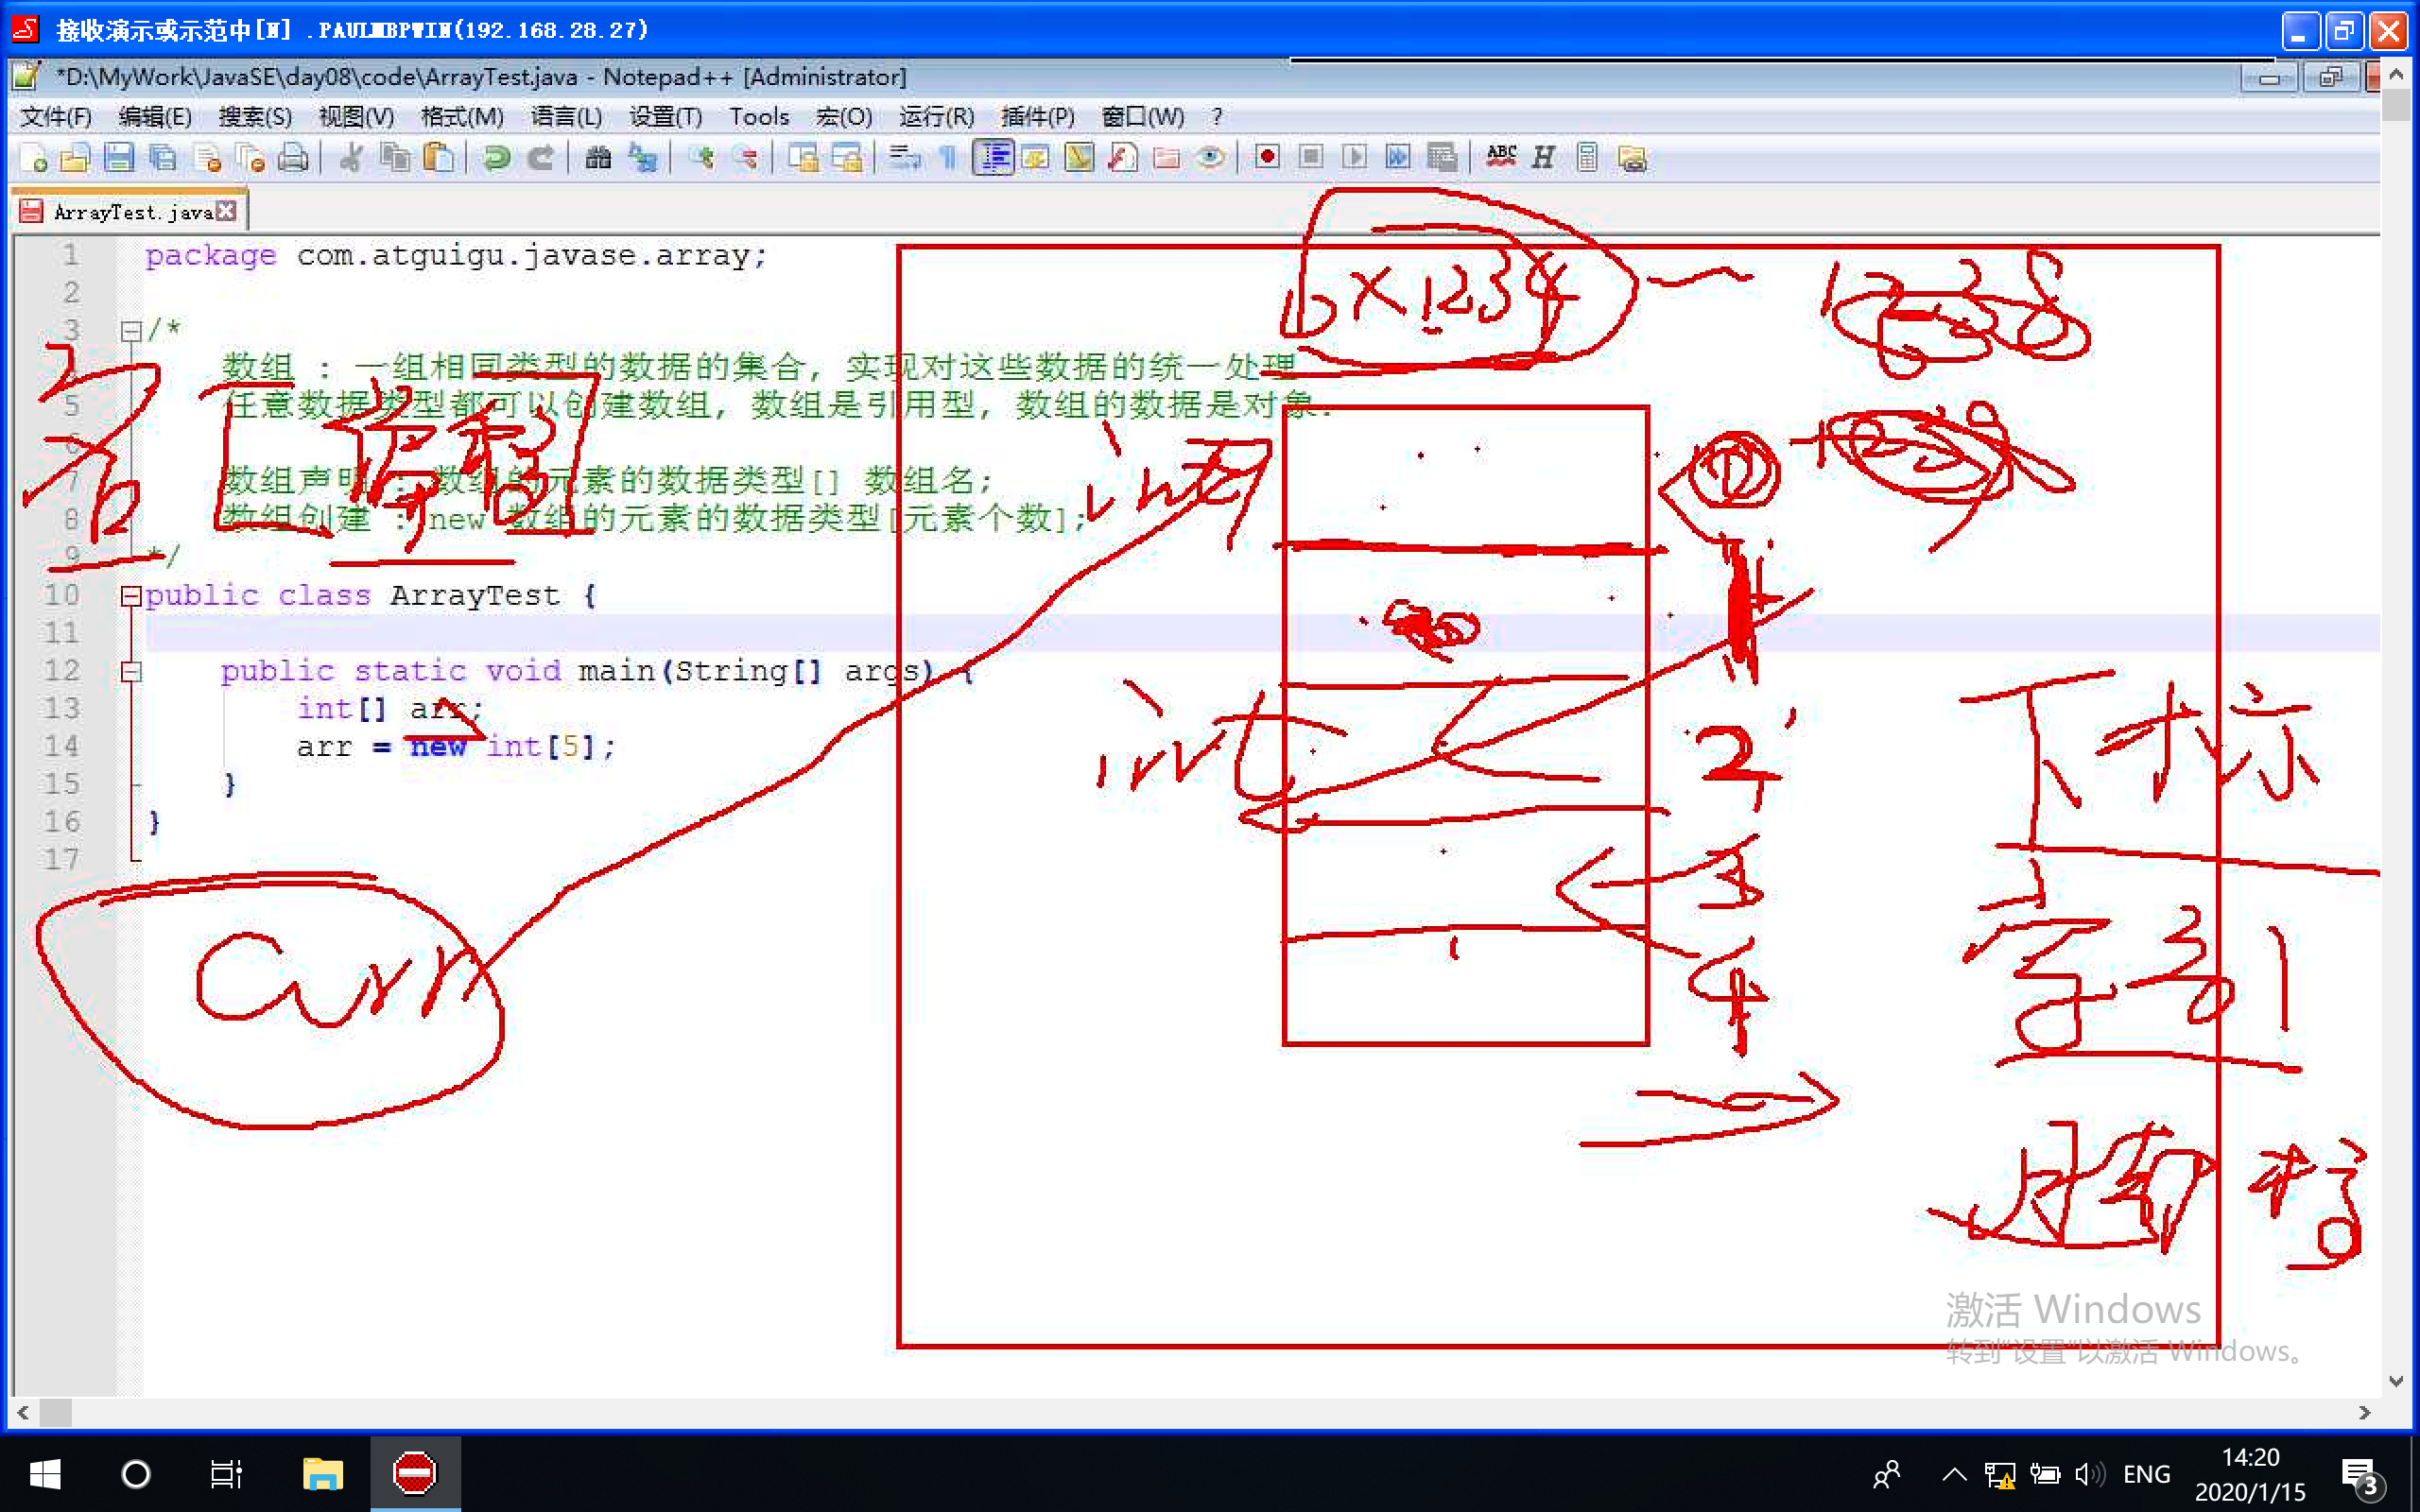 接收演示或示范中[N] .PAULMBPWIN(192.168.28.27)
*D:\MyWork\JavaSE\day08\code\ArrayTest.java - Notepad++ [Administrator]
文件(F) 编辑(E) 搜索(S) 视图(V) 格式(M) 语言(L) 设置(T) Tools 宏(O) 运行(R) 插件(P) 窗口(W) ?
ABC H
ArrayTest.java
1 package com.atguigu.javase.array;
2
3 /*
数组 : 一组相同类型的数据的集合, 实现对这些数据的统一处理
5 任意数据类型都可以创建数组, 数组是引用型, 数组的数据是对象.
6
7 数组声明 : 数组的元素的数据类型[] 数组名;
8 数组创建 : new 数组的元素的数据类型[元素个数];
9 */
10 public class ArrayTest {
11
12 public static void main(String[] args) {
13 int[] arr;
14 arr = new int[5];
15 }
16 }
17
0x1234
int
int
1
2
3
4
下标
arr
激活 Windows
转到"设置"以激活 Windows。
ENG
14:20
2020/1/15
3